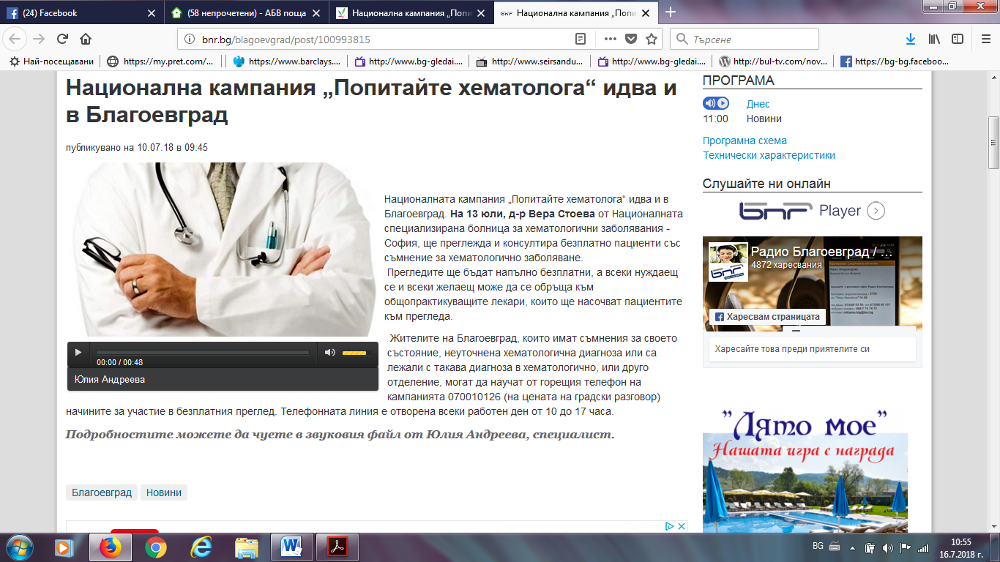 (24) Facebook
(58 непрочетени) - АБВ поща
Национална кампания „Попи
Национална кампания „Попит
bnr.bg/blagoevgrad/post/100993815
Търсене
Най-посещавани
https://my.pret.com/...
https://www.barclays....
http://www.bg-gledai....
http://www.seirsandu...
http://www.bg-gledai....
http://bul-tv.com/nov...
https://bg-bg.faceboo...
Национална кампания „Попитайте хематолога“ идва и
в Благоевград
публикувано на 10.07.18 в 09:45
Националната кампания „Попитайте хематолога“ идва и в
Благоевград. На 13 юли, д-р Вера Стоева от Националната
специализирана болница за хематологични заболявания -
София, ще преглежда и консултира безплатно пациенти със
съмнение за хематологично заболяване.
Прегледите ще бъдат напълно безплатни, а всеки нуждаещ
се и всеки желаещ може да се обръща към
общопрактикуващите лекари, които ще насочват пациентите
към прегледа.
00:00 / 00:48
Юлия Андреева
Жителите на Благоевград, които имат съмнения за своето
състояние, неуточнена хематологична диагноза или са
лежали с такава диагноза в хематологично, или друго
отделение, могат да научат от горещия телефон на
кампанията 070010126 (на цената на градски разговор)
начините за участие в безплатния преглед. Телефонната линия е отворена всеки работен ден от 10 до 17 часа.
Подробностите можете да чуете в звуковия файл от Юлия Андреева, специалист.
Благоевград
Новини
ПРОГРАМА
Днес
11:00 Новини
Програмна схема
Технически характеристики
Слушайте ни онлайн
бnr Player
Радио Благоевград / ...
4872 харесвания
бnr
Харесвам страницата
Харесайте това преди приятелите си
"Лято мое"
Нашата игра с награда
BG
10:55
16.7.2018 г.